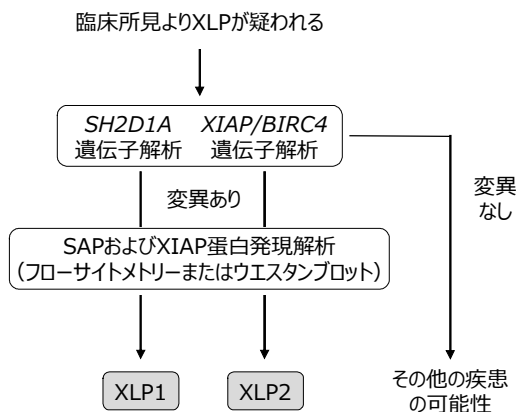 臨床所見よりXLPが疑われる
SH2D1A XIAP/BIRC4
遺伝子解析 遺伝子解析
変異あり
変異
なし
SAPおよびXIAP蛋白発現解析
(フローサイトメトリーまたはウエスタンブロット)
XLP1 XLP2
その他の疾患
の可能性